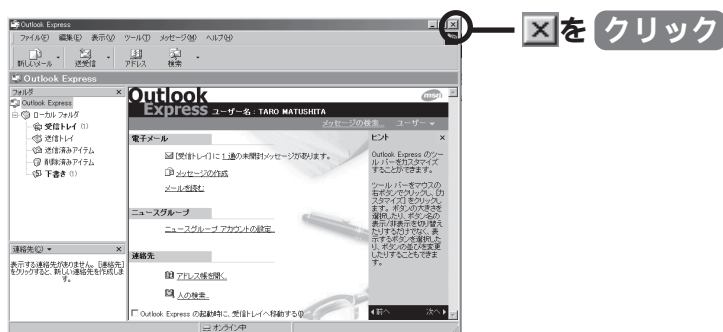 Outlook Express
ファイル(F) 編集(E) 表示(V) ツール(T) メッセージ(M) ヘルプ(H)
新しいメール 送受信 アドレス 検索
Outlook Express
フォルダ ×
Outlook Express
ローカル フォルダ
受信トレイ (1)
送信トレイ
送信済みアイテム
削除済みアイテム
下書き (1)
連絡先(C) ▼ ×
表示する連絡先がありません。[連絡先]
をクリックすると、新しい連絡先を作成しま
す。
Outlook
Express ユーザー名 : TARO MATUSHITA
msn
メッセージの検索... ユーザー ▼
電子メール
[受信トレイ] に 1 通の未開封メッセージがあります。
メッセージの作成
メールを読む
ニュースグループ
ニュースグループ アカウントの設定...
連絡先
アドレス帳を開く...
人の検索...
Outlook Express の起動時に、受信トレイへ移動する(O)
ヒント ×
Outlook Express のツー
ル バーをカスタマイズ
することができます。
ツール バーをマウスの
右ボタンでクリックし、[カ
スタマイズ] をクリックし
ます。ボタンの大きさを
選択したり、ボタン名の
表示/非表示を切り替え
たりするだけでなく、表
示するボタンを選択した
り、ボタンの並びを変更
したりすることもできま
す。
前へ 次へ
オンライン中
×を クリック